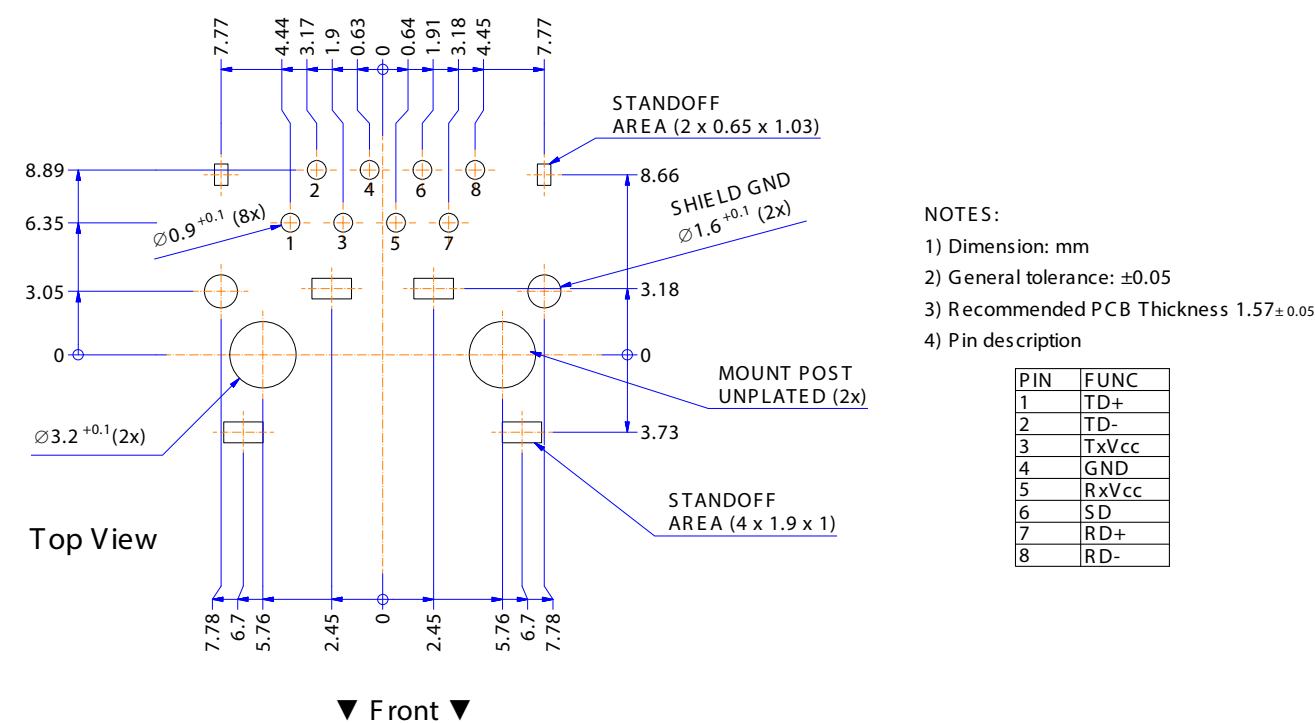 7.77
4.44
3.17
1.9
0.63
0
0.64
1.91
3.18
4.45
7.77
STANDOFF
AREA (2 x 0.65 x 1.03)
8.89
8.66
2
4
6
8
SHIELD GND
Ø1.6 +0.1 (2x)
6.35
Ø0.9 +0.1 (8x)
1
3
5
7
3.05
3.18
0
0
MOUNT POST
UNPLATED (2x)
Ø3.2 +0.1(2x)
3.73
STANDOFF
AREA (4 x 1.9 x 1)
Top View
7.78
6.7
5.76
2.45
0
2.45
5.76
6.7
7.78
▼ Front ▼
NOTES:
1) Dimension: mm
2) General tolerance: ±0.05
3) Recommended PCB Thickness 1.57±0.05
4) Pin description
PIN FUNC
1 TD+
2 TD-
3 TxVcc
4 GND
5 RxVcc
6 SD
7 RD+
8 RD-